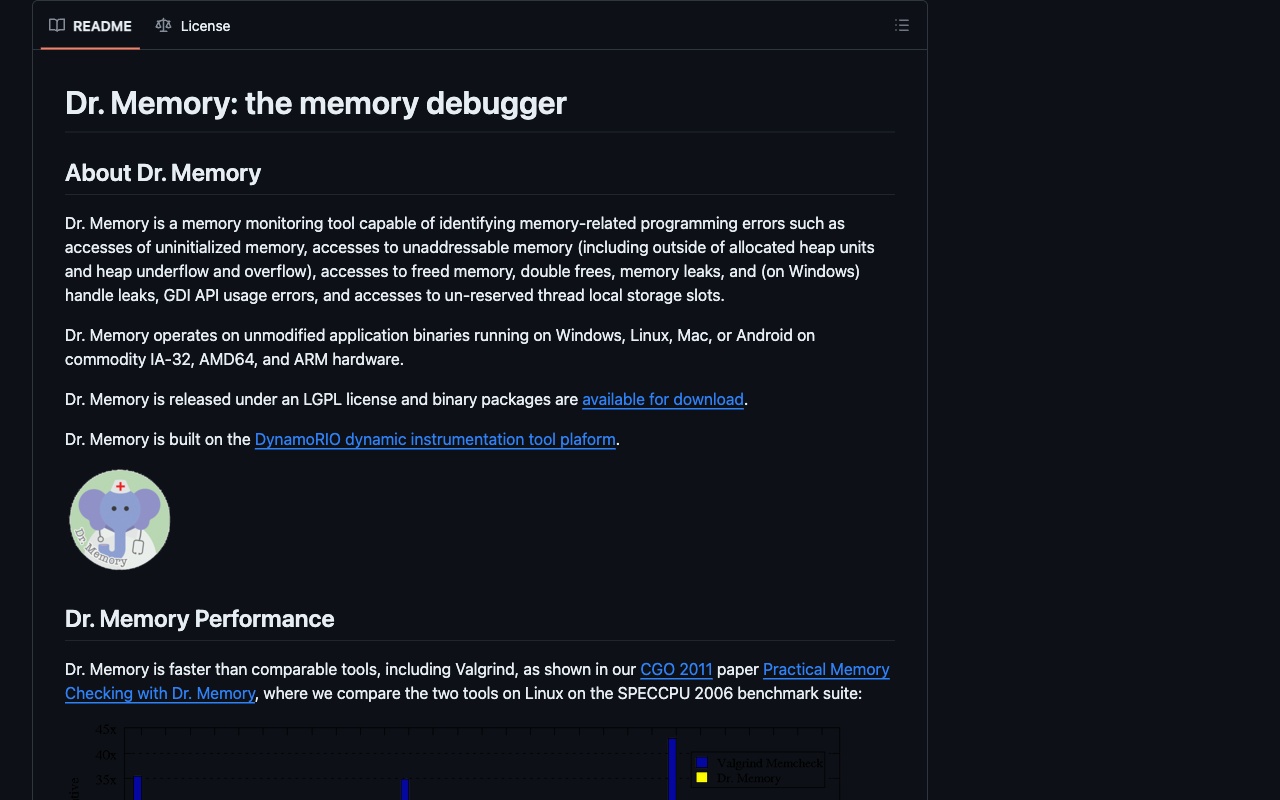 README
License
Dr. Memory: the memory debugger
About Dr. Memory
Dr. Memory is a memory monitoring tool capable of identifying memory-related programming errors such as
accesses of uninitialized memory, accesses to unaddressable memory (including outside of allocated heap units
and heap underflow and overflow), accesses to freed memory, double frees, memory leaks, and (on Windows)
handle leaks, GDI API usage errors, and accesses to un-reserved thread local storage slots.
Dr. Memory operates on unmodified application binaries running on Windows, Linux, Mac, or Android on
commodity IA-32, AMD64, and ARM hardware.
Dr. Memory is released under an LGPL license and binary packages are available for download.
Dr. Memory is built on the DynamoRIO dynamic instrumentation tool plaform.
Dr. Memory
Dr. Memory Performance
Dr. Memory is faster than comparable tools, including Valgrind, as shown in our CGO 2011 paper Practical Memory
Checking with Dr. Memory, where we compare the two tools on Linux on the SPECCPU 2006 benchmark suite:
45x
40x
35x
Valgrind Memcheck
Dr. Memory